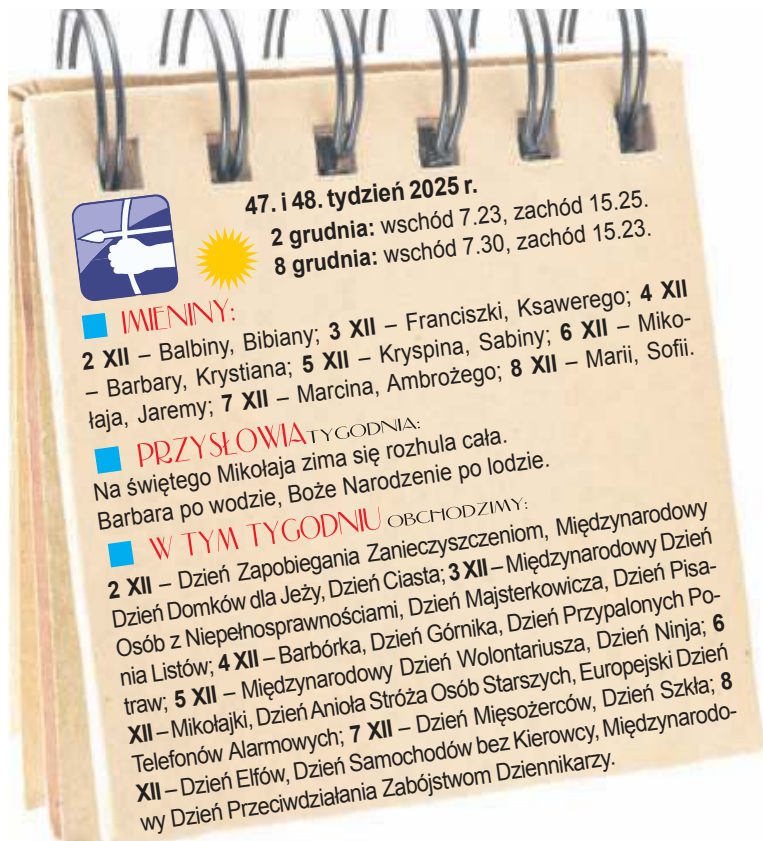 47. i 48. tydzień 2025 r.
2 grudnia: wschód 7.23, zachód 15.25.
8 grudnia: wschód 7.30, zachód 15.23.
IMIENINY:
2 XII – Balbiny, Bibiany; 3 XII – Franciszki, Ksawerego; 4 XII
– Barbary, Krystiana; 5 XII – Kryspina, Sabiny; 6 XII – Miko-
łaja, Jaremy; 7 XII – Marcina, Ambrożego; 8 XII – Marii, Sofii.
PRZYSŁOWIA TYGODNIA:
Na świętego Mikołaja zima się rozhula cała.
Barbara po wodzie, Boże Narodzenie po lodzie.
W TYM TYGODNIU OBCHODZIMY:
2 XII – Dzień Zapobiegania Zanieczyszczeniom, Międzynarodowy
Dzień Domków dla Jeży, Dzień Ciasta; 3 XII – Międzynarodowy Dzień
Osób z Niepełnosprawnościami, Dzień Majsterkowicza, Dzień Pisa-
nia Listów; 4 XII – Barbórka, Dzień Górnika, Dzień Przypalonych Po-
traw; 5 XII – Międzynarodowy Dzień Wolontariusza, Dzień Ninja; 6
XII – Mikołajki, Dzień Anioła Stróża Osób Starszych, Europejski Dzień
Telefonów Alarmowych; 7 XII – Dzień Mięsożerców, Dzień Szkła; 8
XII – Dzień Elfów, Dzień Samochodów bez Kierowcy, Międzynarodo-
wy Dzień Przeciwdziałania Zabójstwom Dziennikarzy.